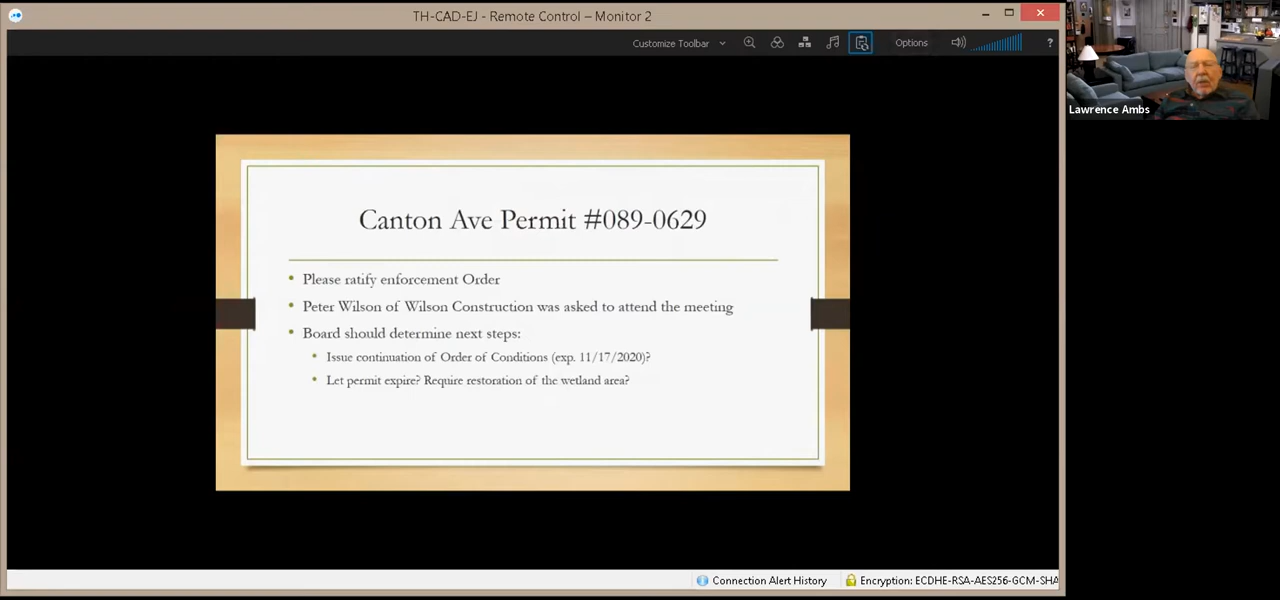 TH-CAD-EJ - Remote Control – Monitor 2
Customize Toolbar
Options
?
Lawrence Ambs
Canton Ave Permit #089-0629
• Please ratify enforcement Order
• Peter Wilson of Wilson Construction was asked to attend the meeting
• Board should determine next steps:
• Issue continuation of Order of Conditions (exp. 11/17/2020)?
• Let permit expire? Require restoration of the wetland area?
Connection Alert History
Encryption: ECDHE-RSA-AES256-GCM-SHA